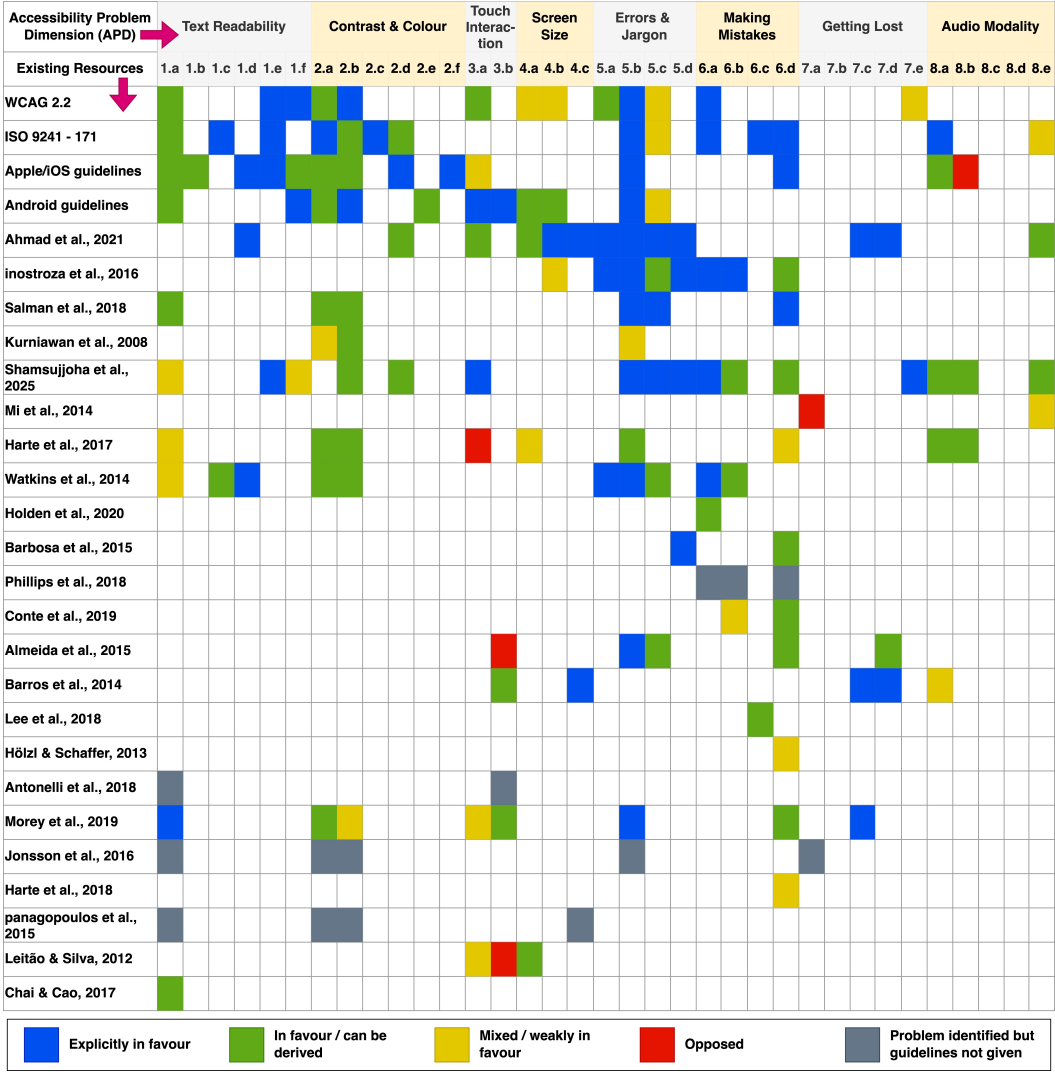 Accessibility Problem
Dimension (APD)
Text Readability
Contrast & Colour
Touch
Interac-
tion
Screen
Size
Errors &
Jargon
Making
Mistakes
Getting Lost
Audio Modality
Existing Resources
1.a 1.b 1.c 1.d 1.e 1.f 2.a 2.b 2.c 2.d 2.e 2.f 3.a 3.b 4.a 4.b 4.c 5.a 5.b 5.c 5.d 6.a 6.b 6.c 6.d 7.a 7.b 7.c 7.d 7.e 8.a 8.b 8.c 8.d 8.e
WCAG 2.2
ISO 9241 - 171
Apple/iOS guidelines
Android guidelines
Ahmad et al., 2021
inostroza et al., 2016
Salman et al., 2018
Kurniawan et al., 2008
Shamsujjoha et al.,
2025
Mi et al., 2014
Harte et al., 2017
Watkins et al., 2014
Holden et al., 2020
Barbosa et al., 2015
Phillips et al., 2018
Conte et al., 2019
Almeida et al., 2015
Barros et al., 2014
Lee et al., 2018
Hölzl & Schaffer, 2013
Antonelli et al., 2018
Morey et al., 2019
Jonsson et al., 2016
Harte et al., 2018
panagopoulos et al.,
2015
Leitão & Silva, 2012
Chai & Cao, 2017
Explicitly in favour
In favour / can be
derived
Mixed / weakly in
favour
Opposed
Problem identified but
guidelines not given